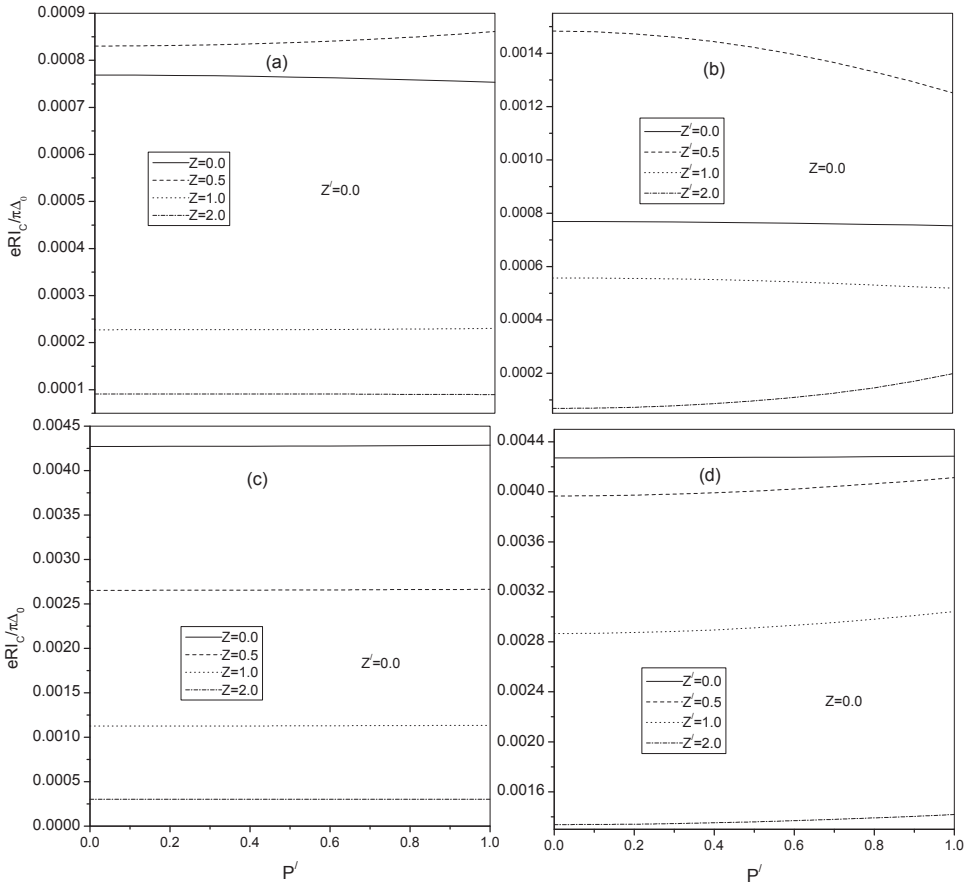 0.0009
0.0008
0.0007
0.0006
0.0005
0.0004
0.0003
0.0002
0.0001
eRI_C/πΔ_0
(a)
Z=0.0
Z=0.5
Z=1.0
Z=2.0
Z^/=0.0
0.0014
0.0012
0.0010
0.0008
0.0006
0.0004
0.0002
(b)
Z^/=0.0
Z^/=0.5
Z^/=1.0
Z^/=2.0
Z=0.0
0.0045
0.0040
0.0035
0.0030
0.0025
0.0020
0.0015
0.0010
0.0005
0.0000
eRI_C/πΔ_0
(c)
Z=0.0
Z=0.5
Z=1.0
Z=2.0
Z^/=0.0
0.0 0.2 0.4 0.6 0.8 1.0
P^/
0.0044
0.0040
0.0036
0.0032
0.0028
0.0024
0.0020
0.0016
(d)
Z^/=0.0
Z^/=0.5
Z^/=1.0
Z^/=2.0
Z=0.0
0.0 0.2 0.4 0.6 0.8 1.0
P^/